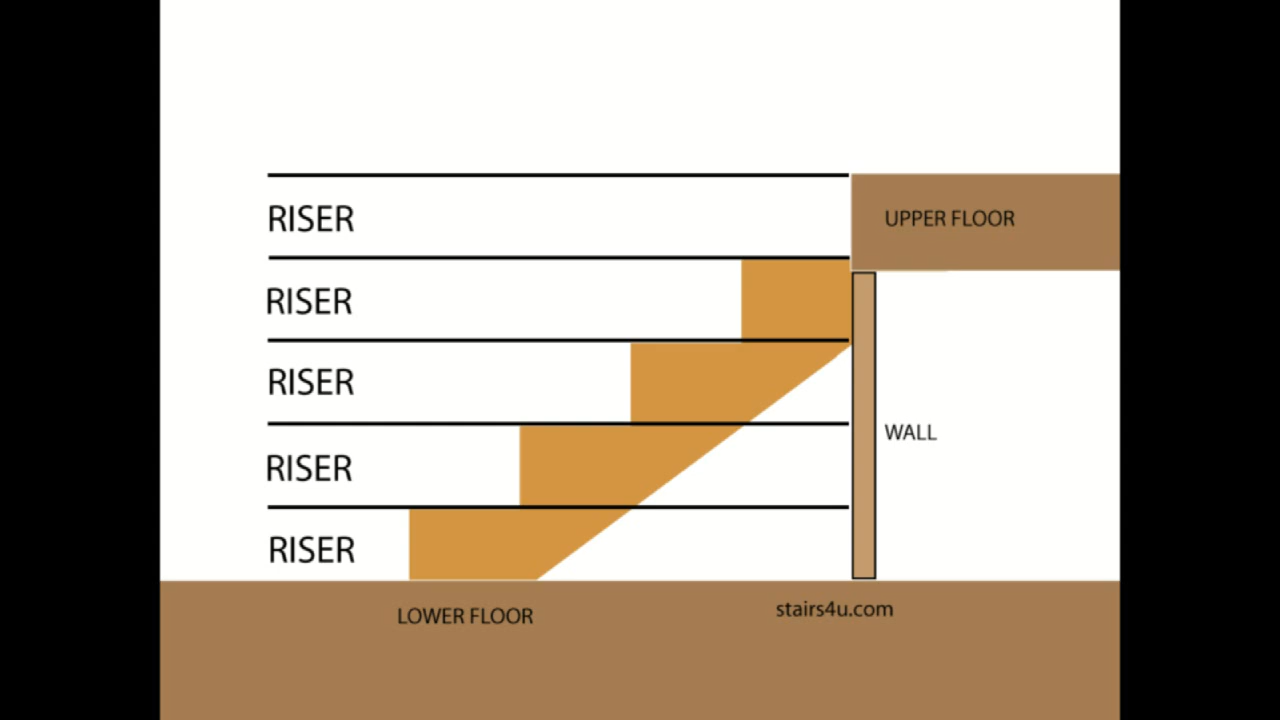 RISER
UPPER FLOOR
RISER
RISER
WALL
RISER
RISER
LOWER FLOOR
stairs4u.com